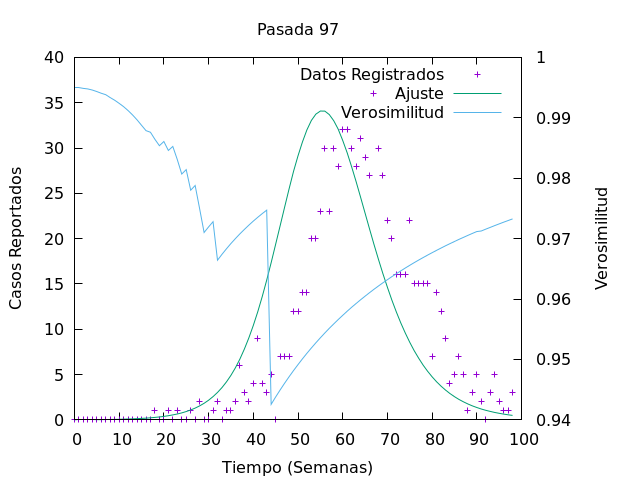 Pasada 97
40
35
30
25
20
15
10
5
0
1
0.99
0.98
0.97
0.96
0.95
0.94
0 10 20 30 40 50 60 70 80 90 100
Casos Reportados
Verosimilitud
Tiempo (Semanas)
Datos Registrados
Ajuste
Verosimilitud